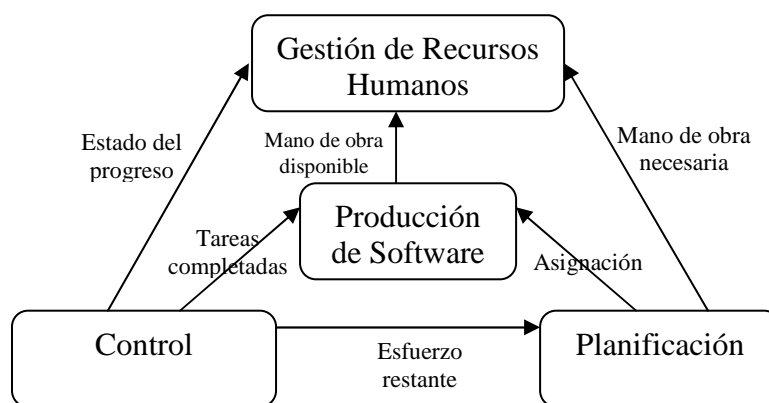 Gestión de Recursos
Humanos
Estado del
progreso
Mano de obra
disponible
Mano de obra
necesaria
Producción
de Software
Tareas
completadas
Asignación
Control
Esfuerzo
restante
Planificación